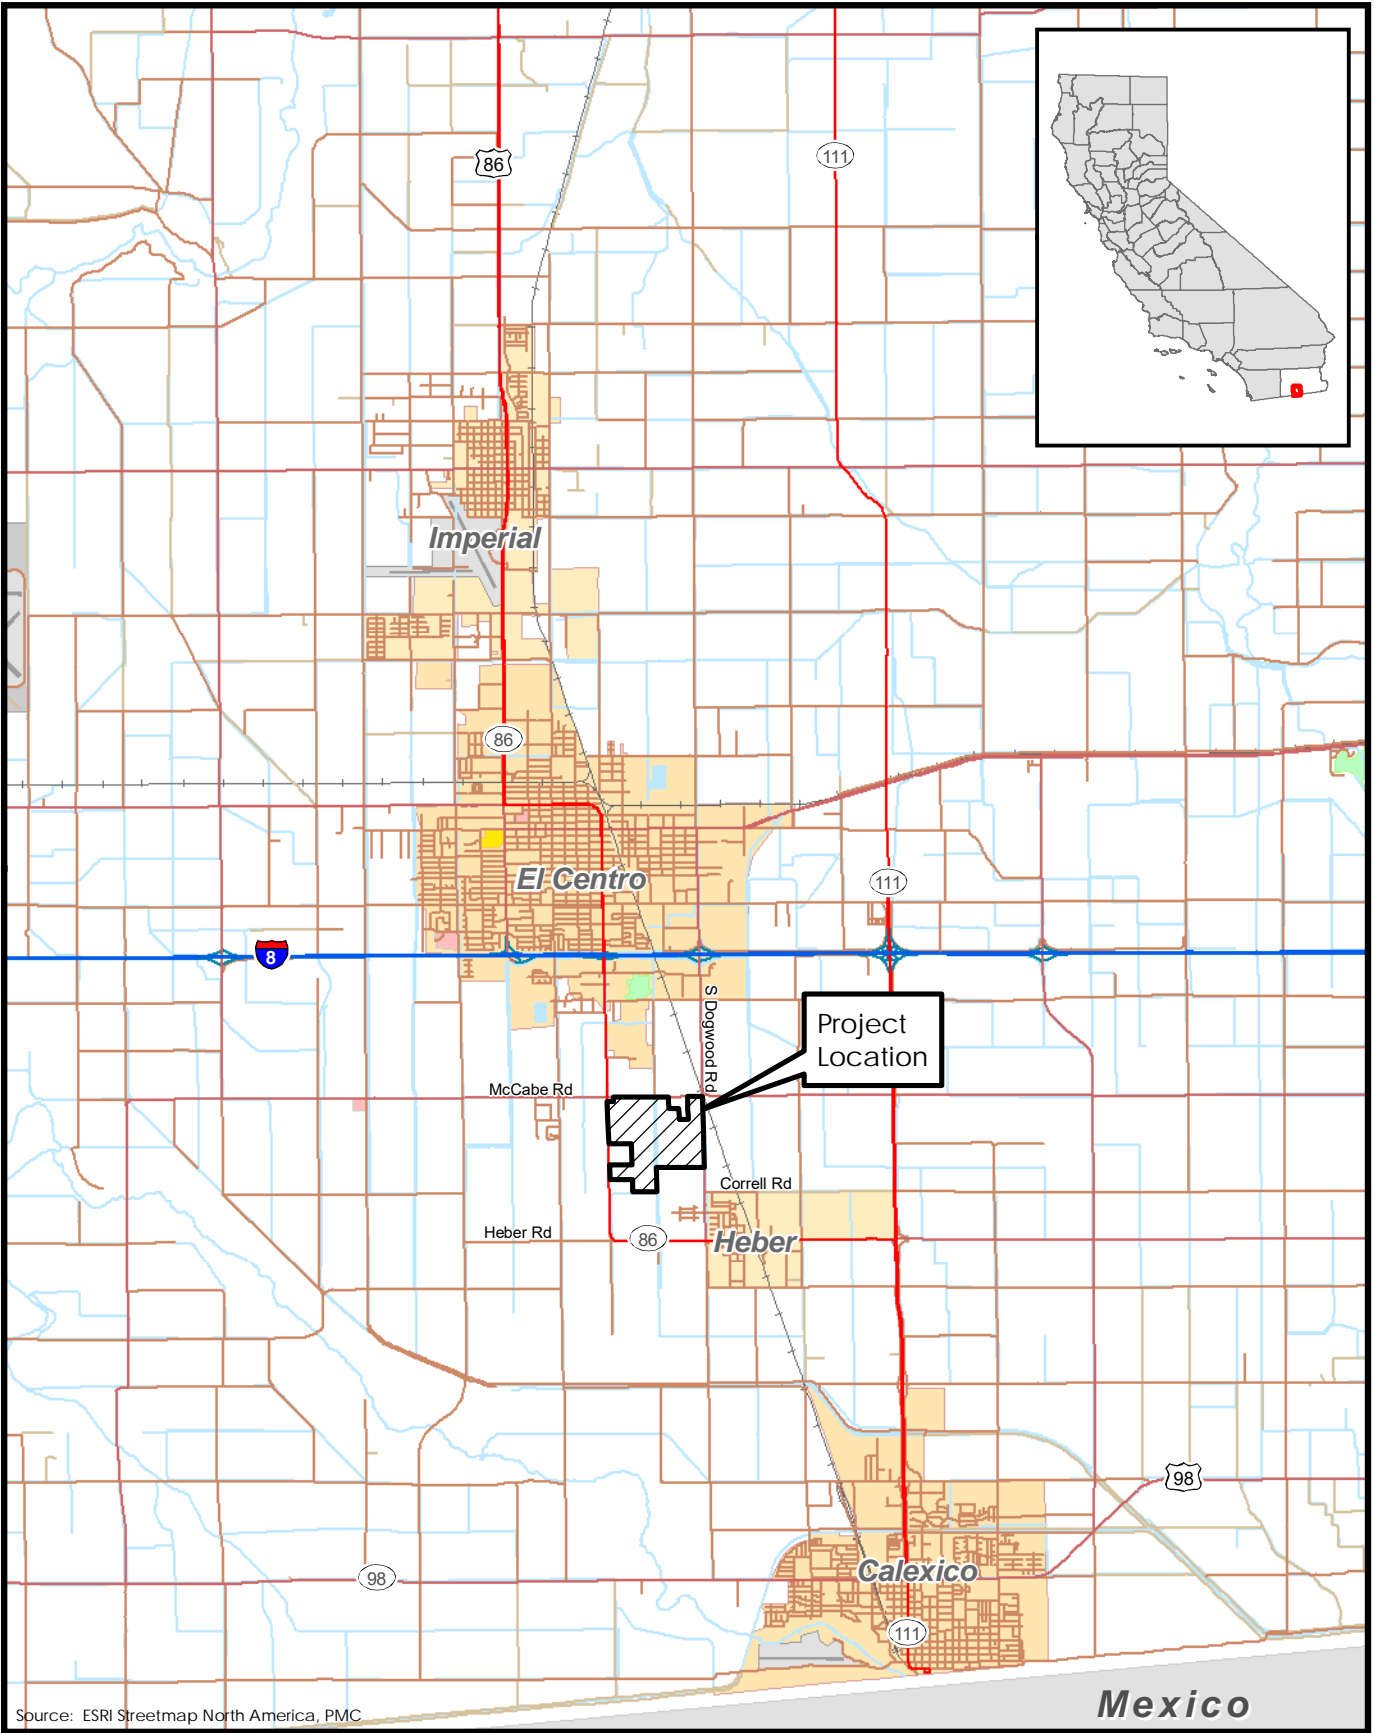 86
111
Imperial
86
El Centro
111
8
S Dogwood Rd
Project
Location
McCabe Rd
Correll Rd
Heber Rd
86
Heber
98
Calexico
98
111
Mexico
Source: ESRI Streetmap North America, PMC